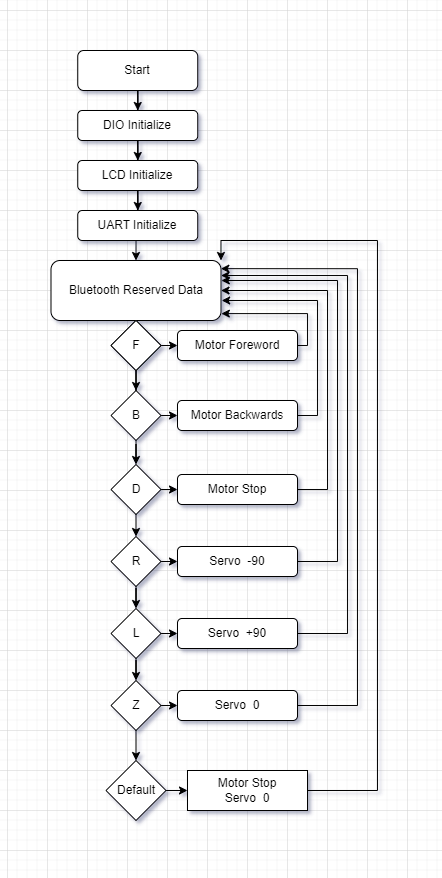 Start
DIO Initialize
LCD Initialize
UART Initialize
Bluetooth Reserved Data
F
Motor Foreword
B
Motor Backwards
D
Motor Stop
R
Servo -90
L
Servo +90
Z
Servo 0
Default
Motor Stop
Servo 0